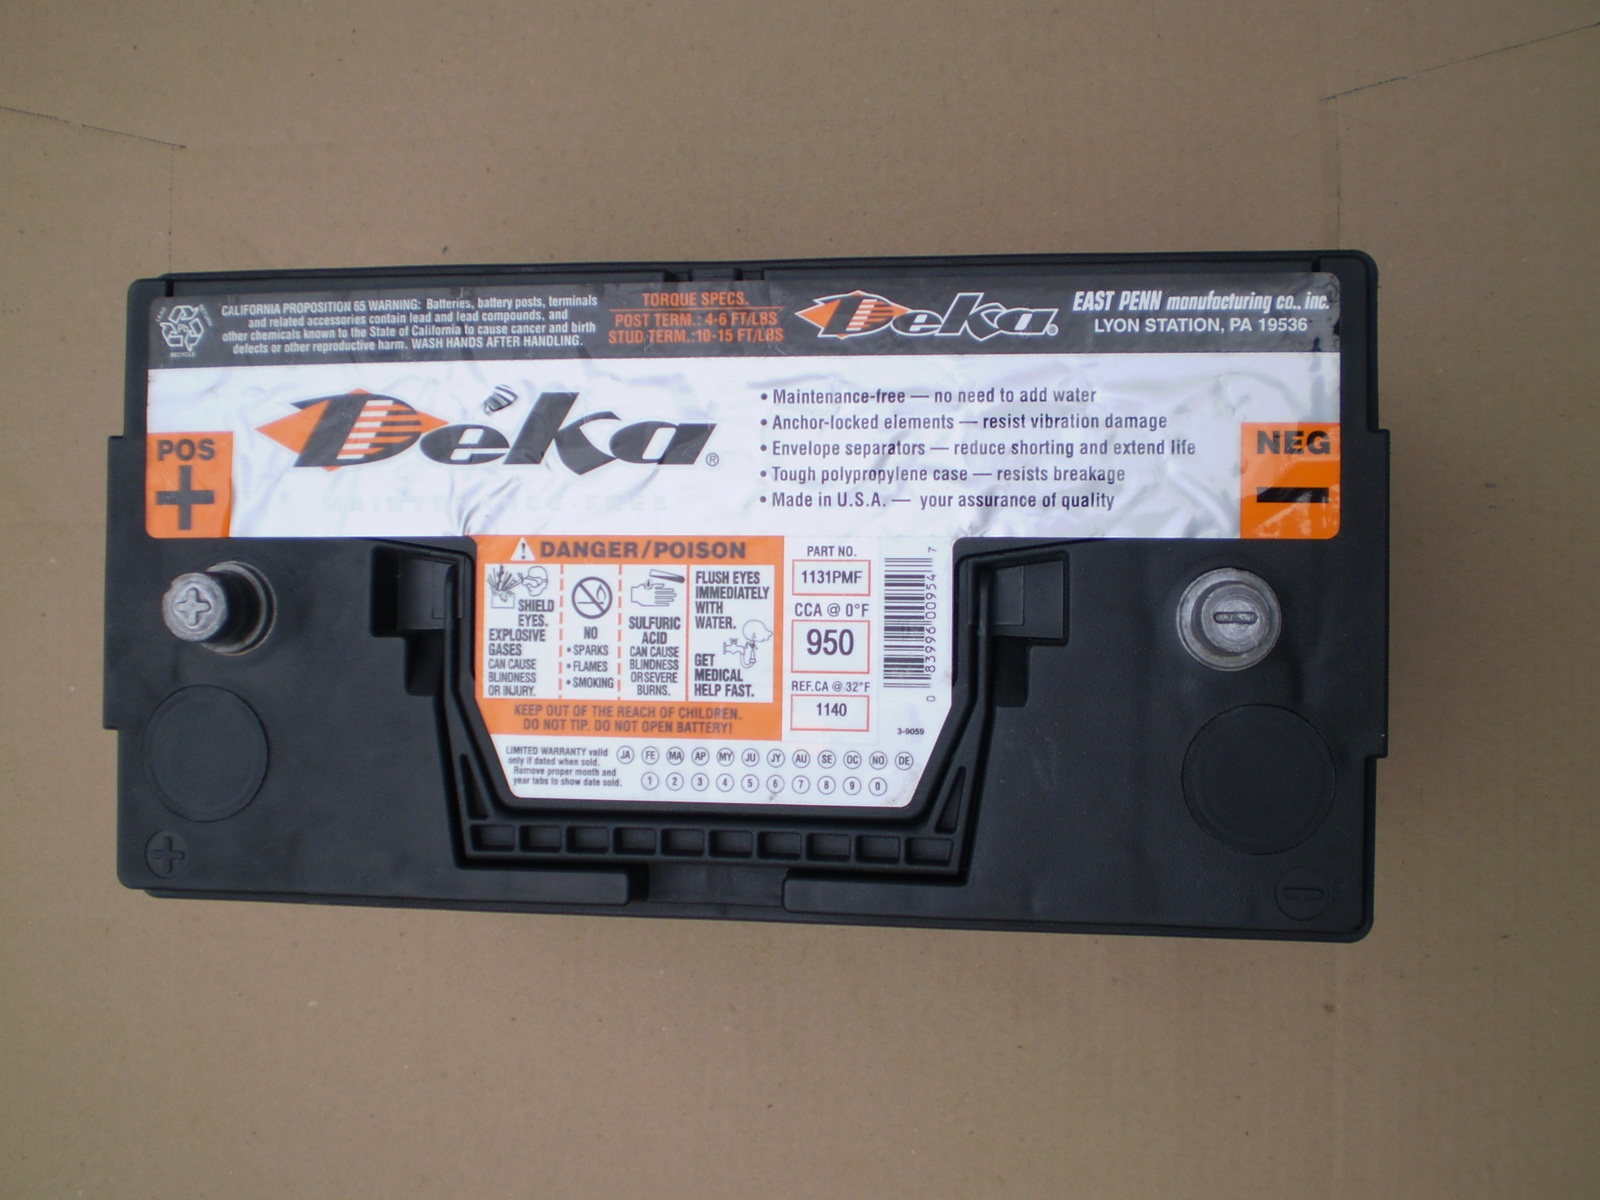 CALIFORNIA PROPOSITION 65 WARNING: Batteries, battery posts, terminals
and related accessories contain lead and lead compounds, and
other chemicals known to the State of California to cause cancer and birth
defects or other reproductive harm. WASH HANDS AFTER HANDLING.
LEAD
Pb
RECYCLE
TORQUE SPECS.
POST TERM.: 4-6 FT/LBS
STUD TERM.:10-15 FT/LBS
Deka®
EAST PENN manufacturing co., inc.
LYON STATION, PA 19536
POS
+
Deka®
MAINTENANCE-FREE
• Maintenance-free — no need to add water
• Anchor-locked elements — resist vibration damage
• Envelope separators — reduce shorting and extend life
• Tough polypropylene case — resists breakage
• Made in U.S.A. — your assurance of quality
NEG
–
DANGER/POISON
SHIELD
EYES.
EXPLOSIVE
GASES
CAN CAUSE
BLINDNESS
OR INJURY.
NO
• SPARKS
• FLAMES
• SMOKING
SULFURIC
ACID
CAN CAUSE
BLINDNESS
OR SEVERE
BURNS.
FLUSH EYES
IMMEDIATELY
WITH
WATER.
GET
MEDICAL
HELP FAST.
KEEP OUT OF THE REACH OF CHILDREN.
DO NOT TIP. DO NOT OPEN BATTERY!
PART NO.
1131PMF
CCA @ 0°F
950
REF.CA @ 32°F
1140
0 83996 00954 7
3-9059
LIMITED WARRANTY valid
only if dated when sold.
Remove proper month and
year tabs to show date sold.
JA FE MA AP MY JU JY AU SE OC NO DE
1 2 3 4 5 6 7 8 9 0